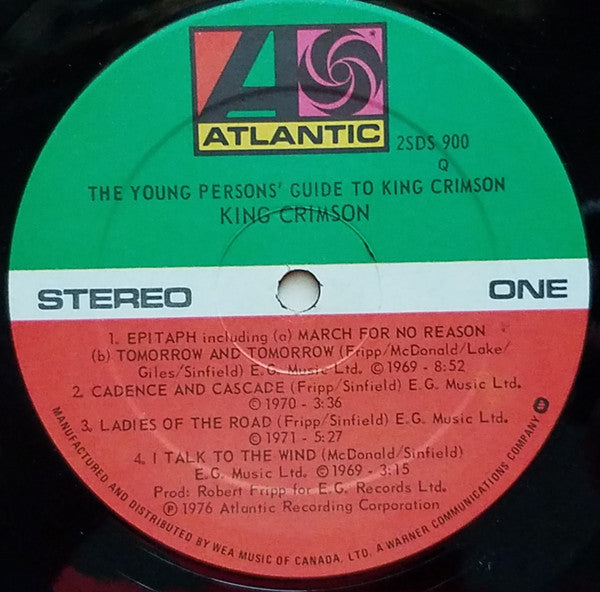 ATLANTIC
2SDS 900
Q
THE YOUNG PERSONS' GUIDE TO KING CRIMSON
KING CRIMSON
STEREO
ONE
1. EPITAPH including (a) MARCH FOR NO REASON
(b) TOMORROW AND TOMORROW (Fripp/McDonald/Lake/
Giles/Sinfield) E.G. Music Ltd. © 1969 - 8:52
2. CADENCE AND CASCADE (Fripp/Sinfield) E.G. Music Ltd.
© 1970 - 3:36
3. LADIES OF THE ROAD (Fripp/Sinfield) E.G. Music Ltd.
© 1971 - 5:27
4. I TALK TO THE WIND (McDonald/Sinfield)
E.G. Music Ltd. © 1969 - 3:15
Prod: Robert Fripp for E.G. Records Ltd.
℗ 1976 Atlantic Recording Corporation
MANUFACTURED AND DISTRIBUTED BY WEA MUSIC OF CANADA, LTD. A WARNER COMMUNICATIONS COMPANY